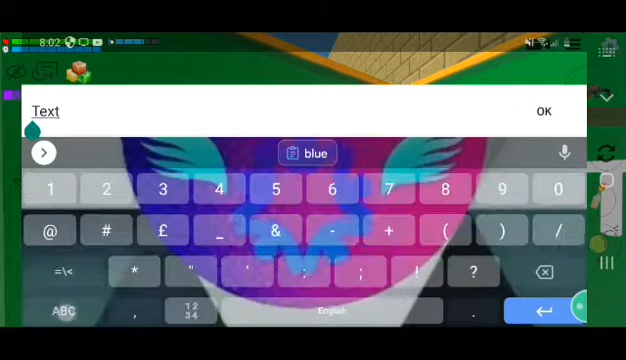 8:02
Text OK
blue
1 2 3 4 5 6 7 8 9 0
@ # £ _ & - + ( ) /
=\< * " ' : ; ! ?
ABC , 12 34 English .